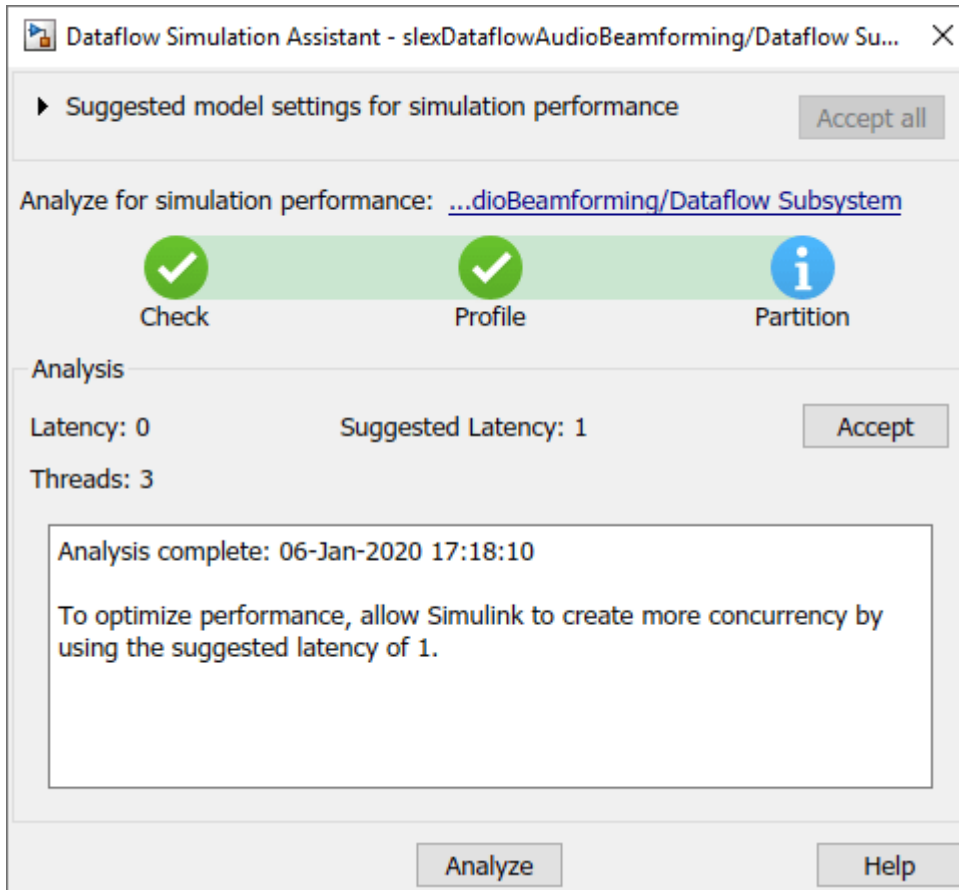 Dataflow Simulation Assistant - slexDataflowAudioBeamforming/Dataflow Su...
Suggested model settings for simulation performance
Accept all
Analyze for simulation performance: ...dioBeamforming/Dataflow Subsystem
Check Profile Partition
Analysis
Latency: 0 Suggested Latency: 1 Accept
Threads: 3
Analysis complete: 06-Jan-2020 17:18:10
To optimize performance, allow Simulink to create more concurrency by
using the suggested latency of 1.
Analyze Help